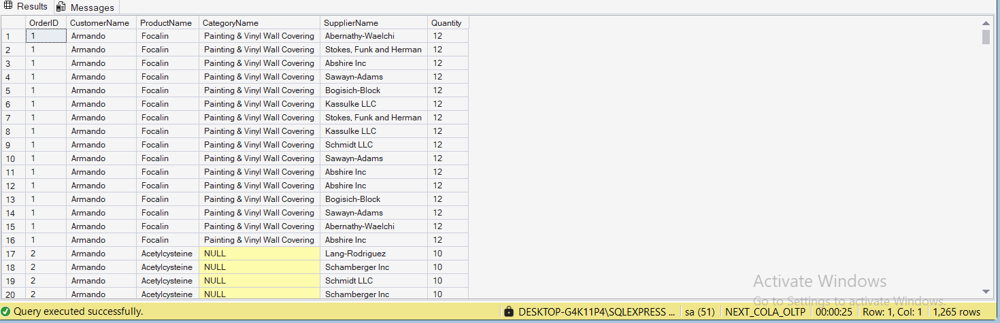 Results Messages
OrderID CustomerName ProductName CategoryName SupplierName Quantity
1 1 Armando Focalin Painting & Vinyl Wall Covering Abernathy-Waelchi 12
2 1 Armando Focalin Painting & Vinyl Wall Covering Stokes, Funk and Herman 12
3 1 Armando Focalin Painting & Vinyl Wall Covering Abshire Inc 12
4 1 Armando Focalin Painting & Vinyl Wall Covering Sawayn-Adams 12
5 1 Armando Focalin Painting & Vinyl Wall Covering Bogisich-Block 12
6 1 Armando Focalin Painting & Vinyl Wall Covering Kassulke LLC 12
7 1 Armando Focalin Painting & Vinyl Wall Covering Stokes, Funk and Herman 12
8 1 Armando Focalin Painting & Vinyl Wall Covering Kassulke LLC 12
9 1 Armando Focalin Painting & Vinyl Wall Covering Schmidt LLC 12
10 1 Armando Focalin Painting & Vinyl Wall Covering Sawayn-Adams 12
11 1 Armando Focalin Painting & Vinyl Wall Covering Abshire Inc 12
12 1 Armando Focalin Painting & Vinyl Wall Covering Abshire Inc 12
13 1 Armando Focalin Painting & Vinyl Wall Covering Bogisich-Block 12
14 1 Armando Focalin Painting & Vinyl Wall Covering Sawayn-Adams 12
15 1 Armando Focalin Painting & Vinyl Wall Covering Abernathy-Waelchi 12
16 1 Armando Focalin Painting & Vinyl Wall Covering Abshire Inc 12
17 2 Armando Acetylcysteine NULL Lang-Rodriguez 10
18 2 Armando Acetylcysteine NULL Schamberger Inc 10
19 2 Armando Acetylcysteine NULL Schmidt LLC 10
20 2 Armando Acetylcysteine NULL Schamberger Inc 10
Activate Windows
Go to Settings to activate Windows.
Query executed successfully. DESKTOP-G4K11P4\SQLEXPRESS ... sa (51) NEXT_COLA_OLTP 00:00:25 Row: 1, Col: 1 1,265 rows